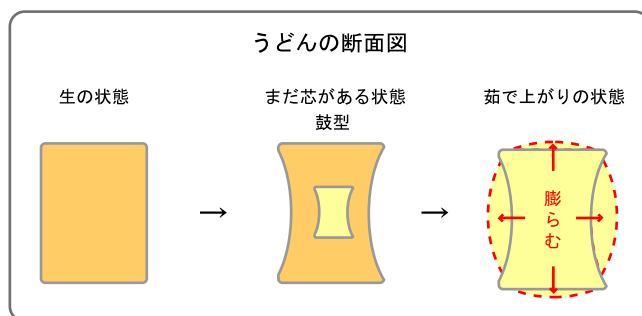 うどんの断面図
生の状態
まだ芯がある状態
鼓型
茹で上がりの状態
膨らむ